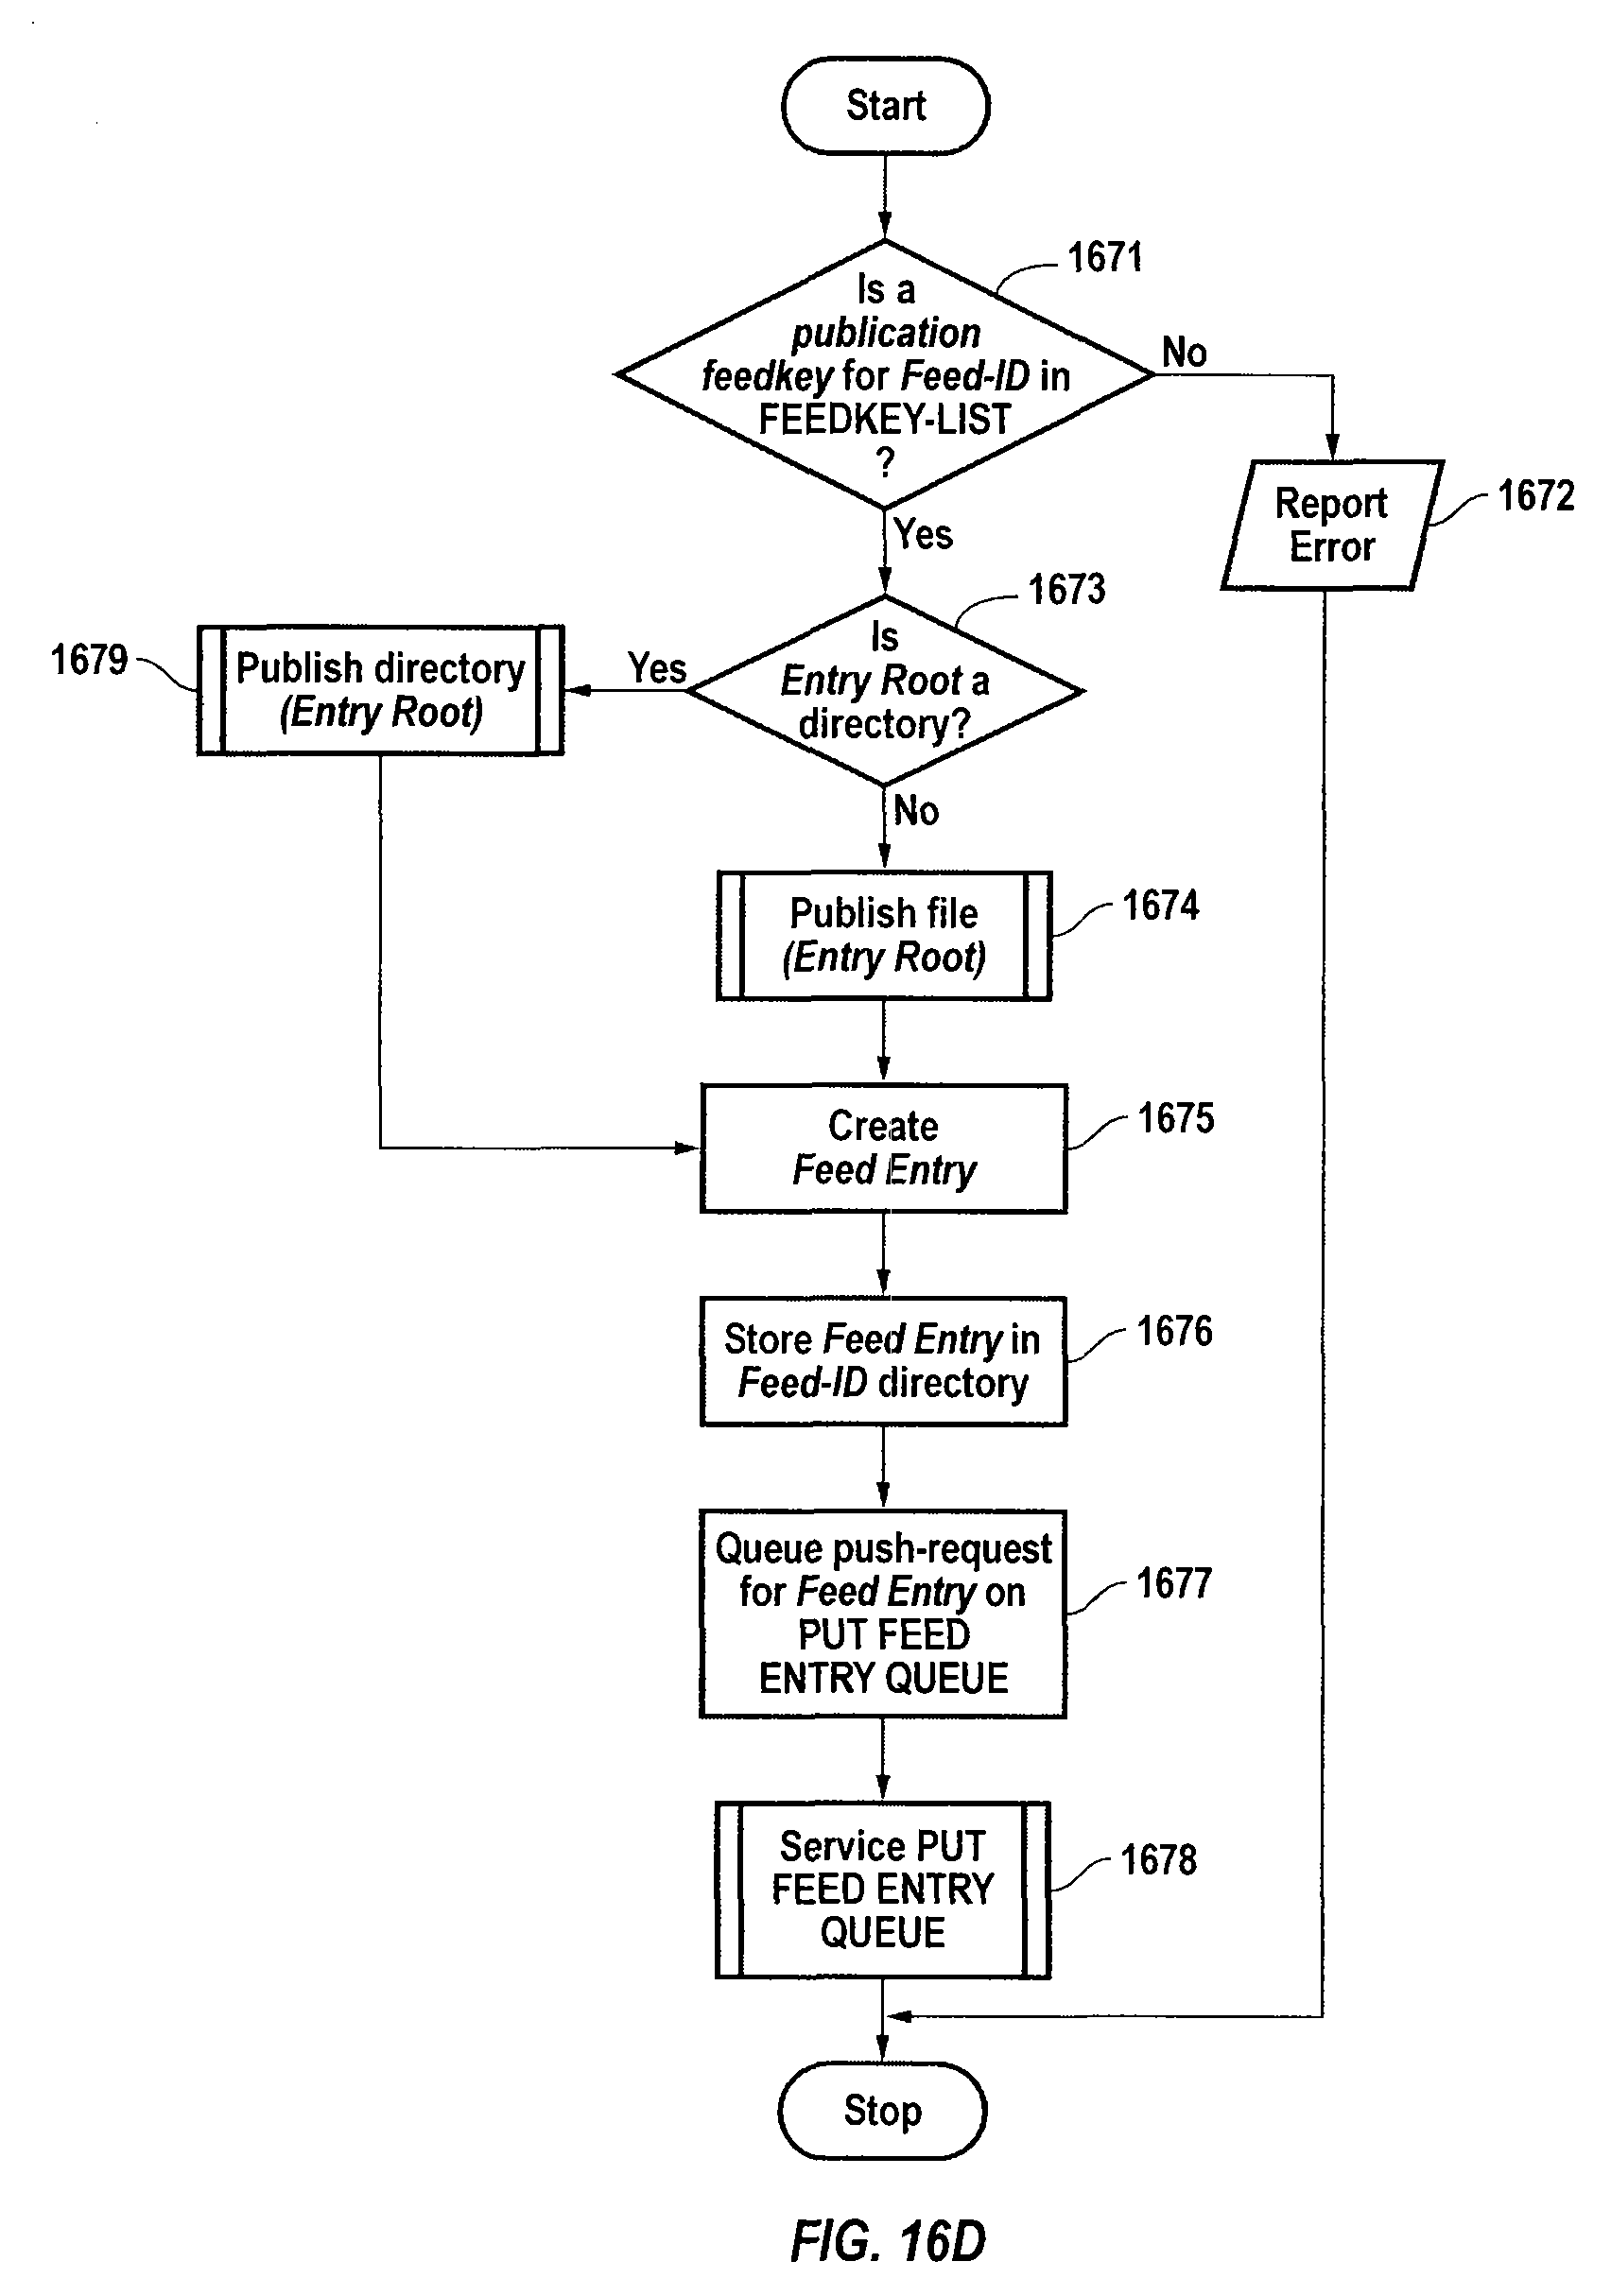 Start
1671
Is a
publication
feedkey for Feed-ID in
FEEDKEY-LIST
?
No
Report
Error
1672
Yes
1673
Is
Entry Root a
directory?
Yes
1679
Publish directory
(Entry Root)
No
Publish file
(Entry Root)
1674
Create
Feed Entry
1675
Store Feed Entry in
Feed-ID directory
1676
Queue push-request
for Feed Entry on
PUT FEED
ENTRY QUEUE
1677
Service PUT
FEED ENTRY
QUEUE
1678
Stop
FIG. 16D